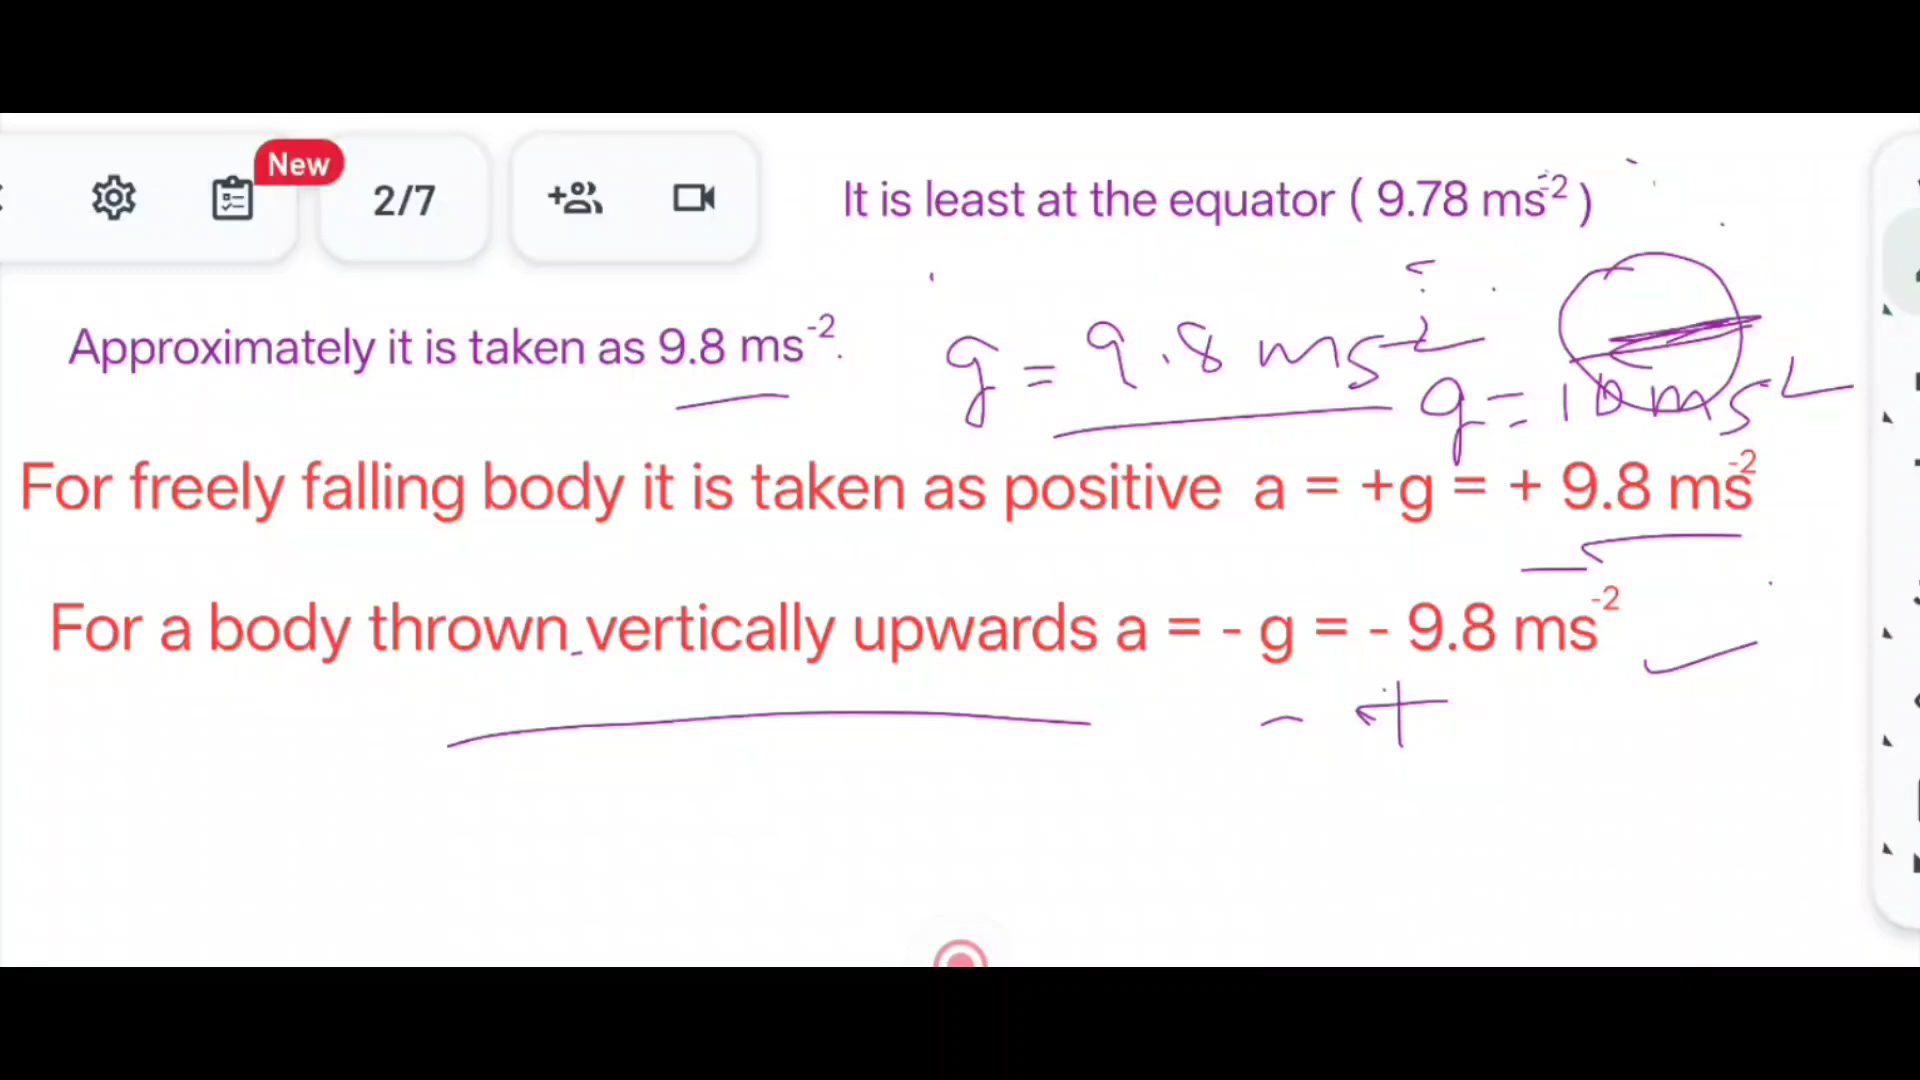 New
2/7
It is least at the equator ( 9.78 ms-2 )
Approximately it is taken as 9.8 ms-2.
g = 9.8 ms-2
g = 10 ms-2
For freely falling body it is taken as positive a = +g = + 9.8 ms-2
For a body thrown vertically upwards a = - g = - 9.8 ms-2
- +